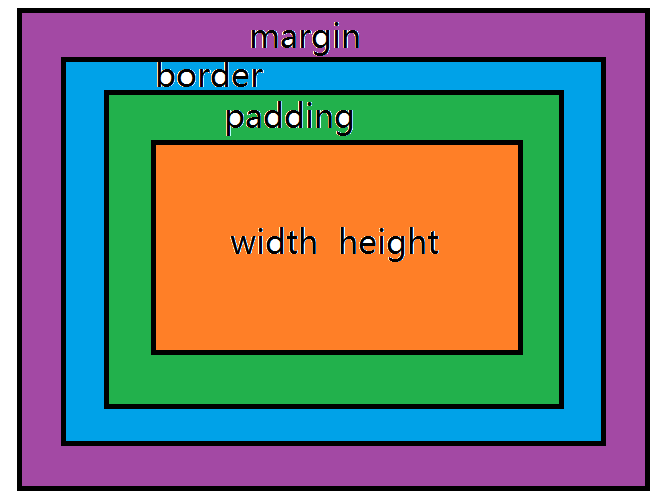 margin
border
padding
width height